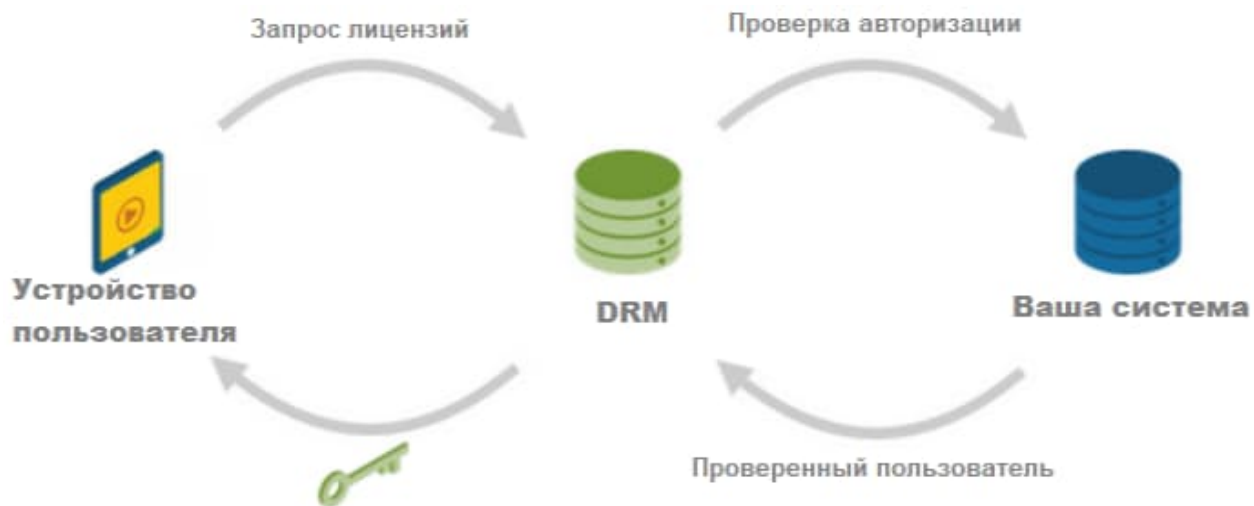 Запрос лицензий
Проверка авторизации
Устройство
пользователя
DRM
Ваша система
Проверенный пользователь